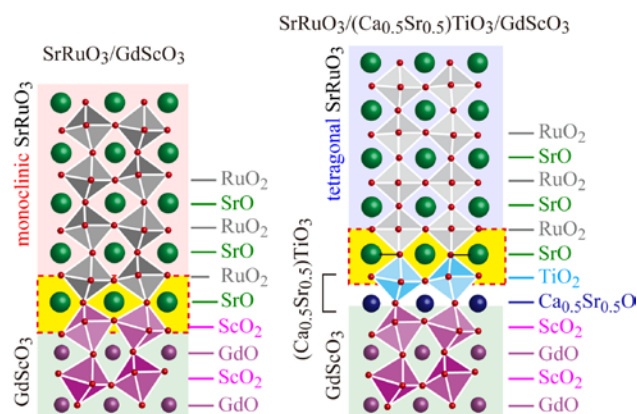 SrRuO₃/GdScO₃
monoclinic SrRuO₃
GdScO₃
RuO₂
SrO
RuO₂
SrO
RuO₂
SrO
ScO₂
GdO
ScO₂
GdO
SrRuO₃/(Ca₀.₅Sr₀.₅)TiO₃/GdScO₃
tetragonal SrRuO₃
(Ca₀.₅Sr₀.₅)TiO₃
GdScO₃
RuO₂
SrO
RuO₂
SrO
RuO₂
SrO
TiO₂
Ca₀.₅Sr₀.₅O
ScO₂
GdO
ScO₂
GdO